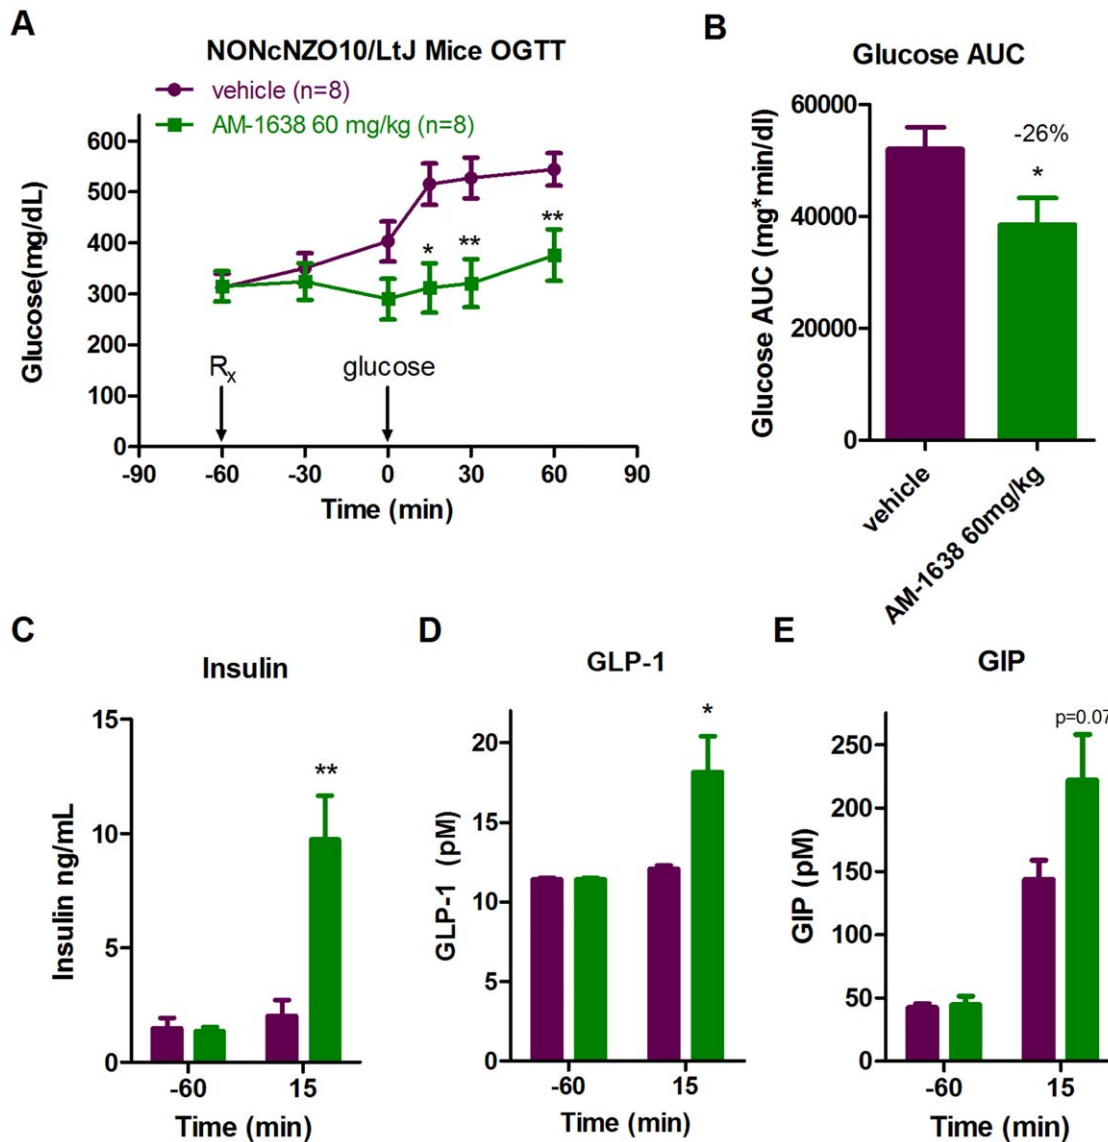 A
NONcNZO10/LtJ Mice OGTT
vehicle (n=8)
AM-1638 60 mg/kg (n=8)
Glucose(mg/dL)
600
500
400
300
200
100
0
* ** **
Rx
glucose
-90 -60 -30 0 30 60 90
Time (min)
B
Glucose AUC
Glucose AUC (mg*min/dl)
60000
40000
20000
0
-26%
*
vehicle
AM-1638 60mg/kg
C
Insulin
Insulin ng/mL
15
10
5
0
**
-60 15
Time (min)
D
GLP-1
GLP-1 (pM)
20
15
10
5
0
*
-60 15
Time (min)
E
GIP
GIP (pM)
250
200
150
100
50
0
p=0.07
-60 15
Time (min)